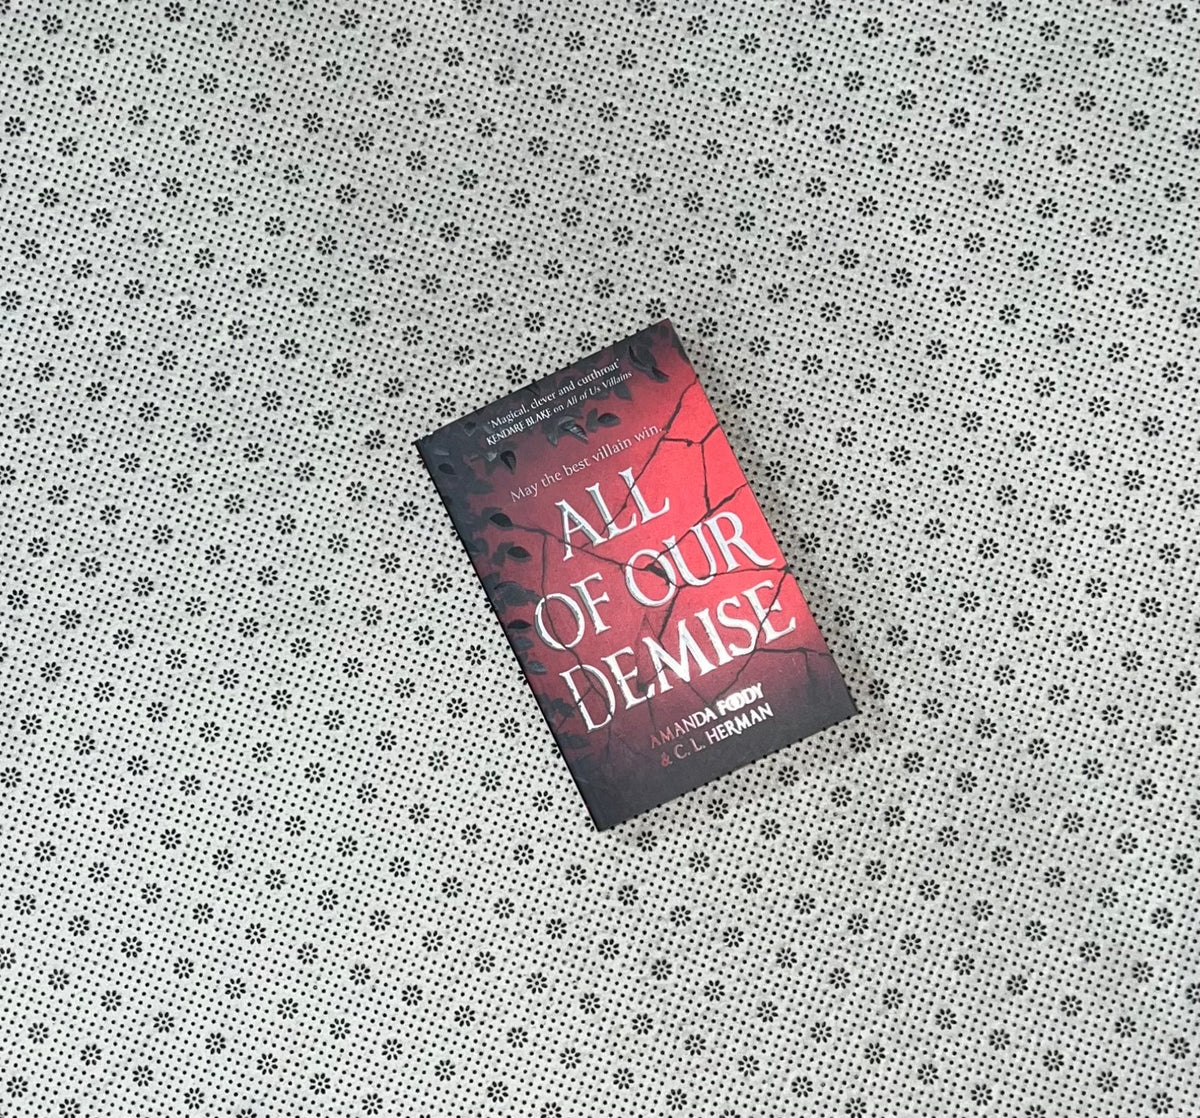 'Magical, clever and cutthroat'
KENDARE BLAKE on All of Us Villains
May the best villain win.
ALL
OF OUR
DEMISE
AMANDA FOODY
& C. L. HERMAN